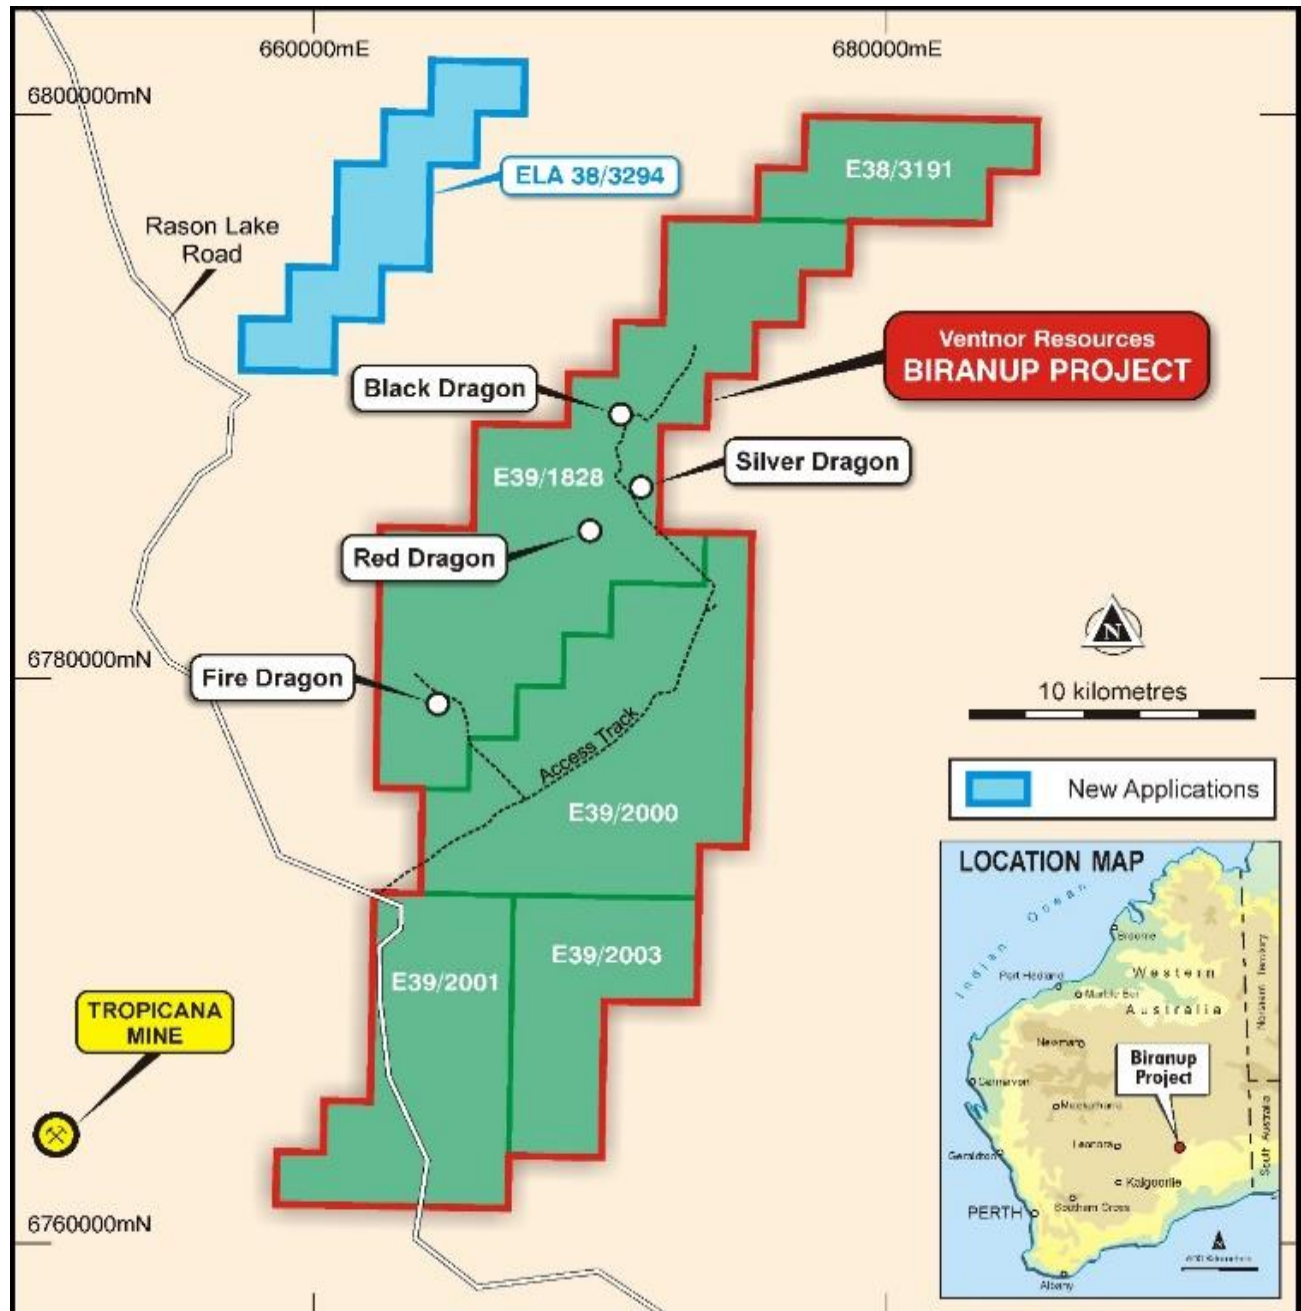 660000mE
680000mE
6800000mN
E38/3191
ELA 38/3294
Rason Lake
Road
Ventnor Resources
BIRANUP PROJECT
Black Dragon
Silver Dragon
E39/1828
Red Dragon
N
6780000mN
Fire Dragon
10 kilometres
Access Track
New Applications
E39/2000
LOCATION MAP
Indian Ocean
Broome
Port Hedland
Western
Marble Bar
Australia
Northern Territory
E39/2003
E39/2001
TROPICANA
MINE
Newman
Biranup
Project
Carnarvon
Meekatharra
Leonora
Geraldton
South Australia
Kalgoorlie
Southern Cross
PERTH
6760000mN
N
Kilometres
Albany